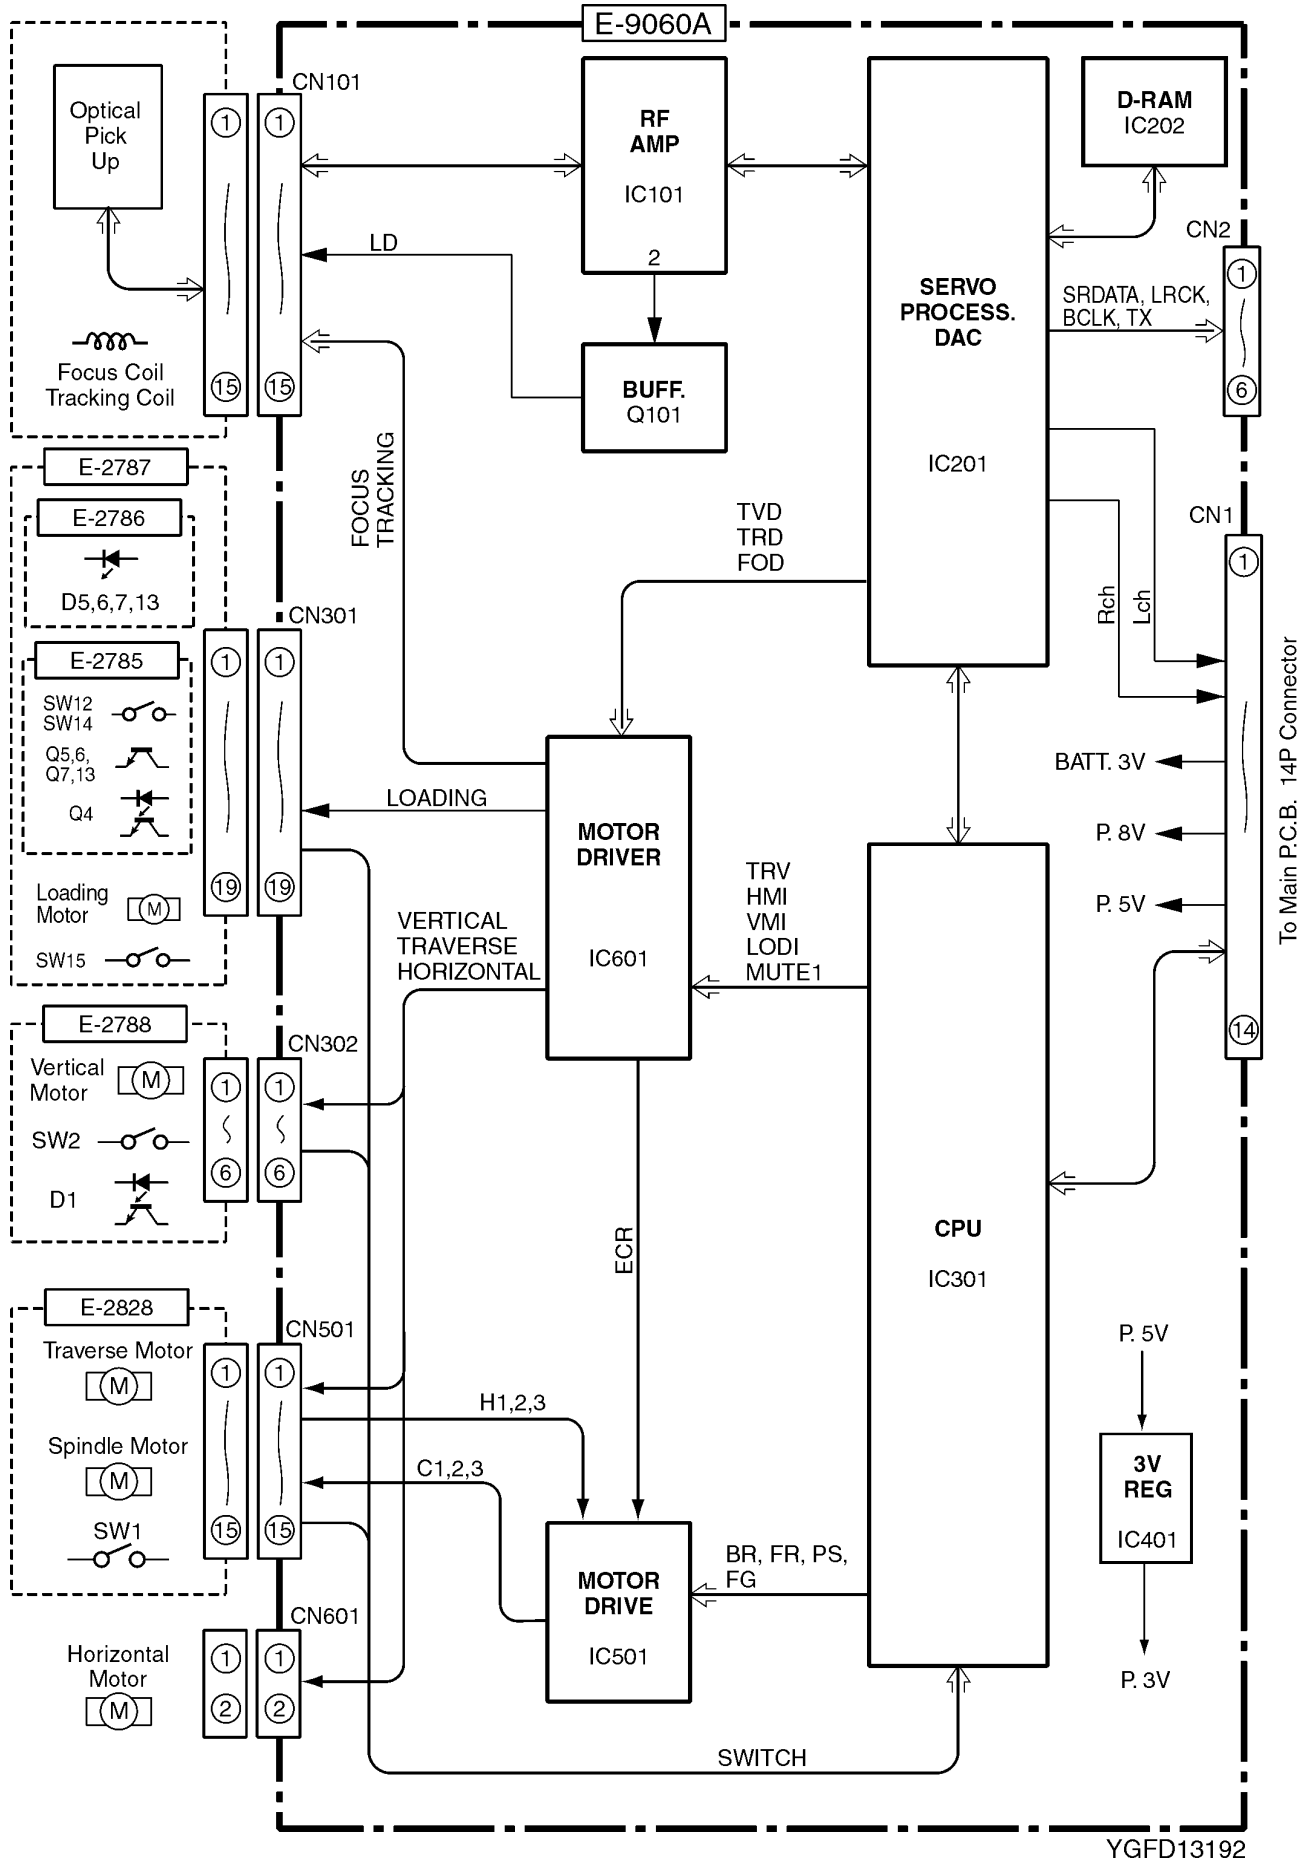 E-9060A
CN101
Optical
Pick
Up
1
1
15
15
Focus Coil
Tracking Coil
RF
AMP
IC101
2
LD
BUFF.
Q101
SERVO
PROCESS.
DAC
IC201
D-RAM
IC202
CN2
1
6
SRDATA, LRCK,
BCLK, TX
CN1
1
14
Rch
Lch
To Main P.C.B. 14P Connector
BATT. 3V
P. 8V
P. 5V
FOCUS
TRACKING
TVD
TRD
FOD
E-2787
E-2786
D5,6,7,13
CN301
E-2785
1
1
SW12
SW14
Q5,6,
Q7,13
Q4
19
19
Loading
Motor
M
SW15
LOADING
MOTOR
DRIVER
IC601
VERTICAL
TRAVERSE
HORIZONTAL
TRV
HMI
VMI
LODI
MUTE1
E-2788
CN302
Vertical
Motor
M
1
1
SW2
6
6
D1
ECR
CPU
IC301
E-2828
CN501
Traverse Motor
M
1
1
Spindle Motor
M
SW1
15
15
H1,2,3
C1,2,3
MOTOR
DRIVE
IC501
BR, FR, PS,
FG
P. 5V
3V
REG
IC401
P. 3V
CN601
Horizontal
Motor
M
1
1
2
2
SWITCH
YGFD13192